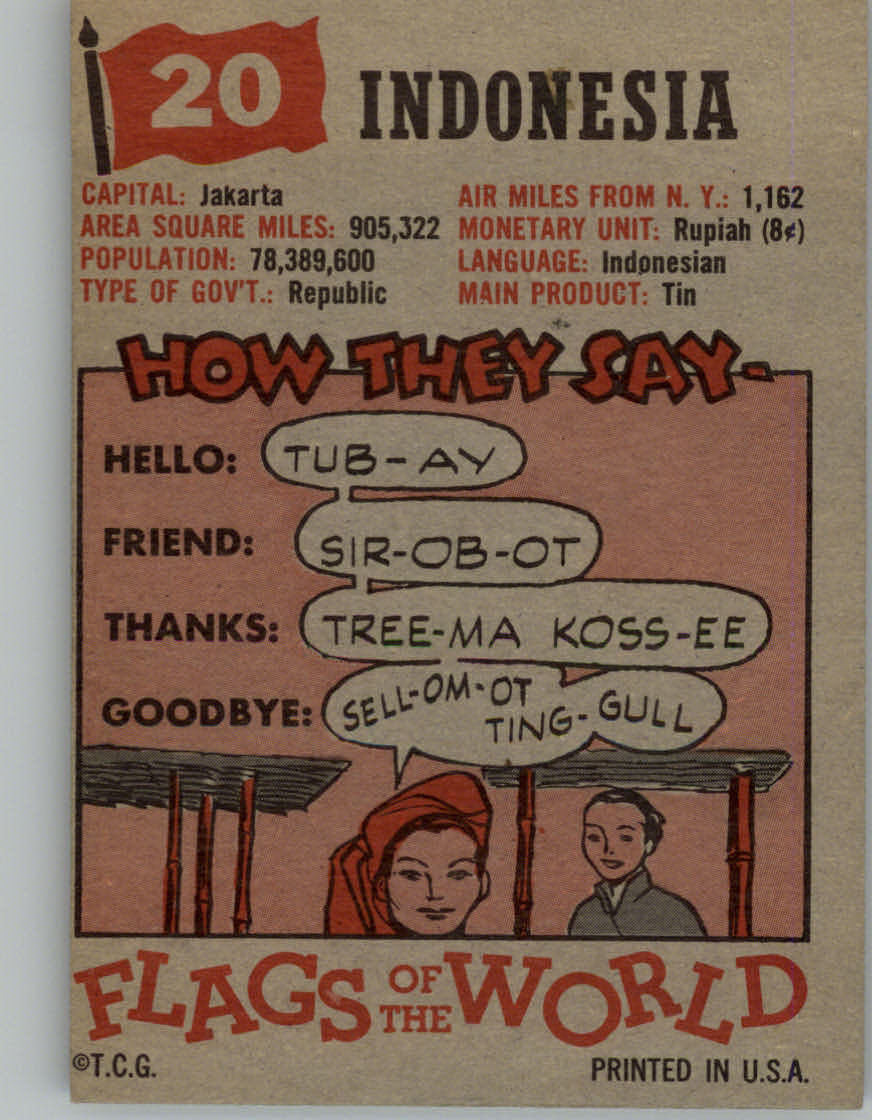 20 INDONESIA
CAPITAL: Jakarta
AREA SQUARE MILES: 905,322
POPULATION: 78,389,600
TYPE OF GOV'T.: Republic
AIR MILES FROM N. Y.: 1,162
MONETARY UNIT: Rupiah (8¢)
LANGUAGE: Indonesian
MAIN PRODUCT: Tin
HOW THEY SAY-
HELLO: TUB-AY
FRIEND: SIR-OB-OT
THANKS: TREE-MA KOSS-EE
GOODBYE: SELL-OM-OT
TING-GULL
FLAGS OF THE WORLD
©T.C.G. PRINTED IN U.S.A.